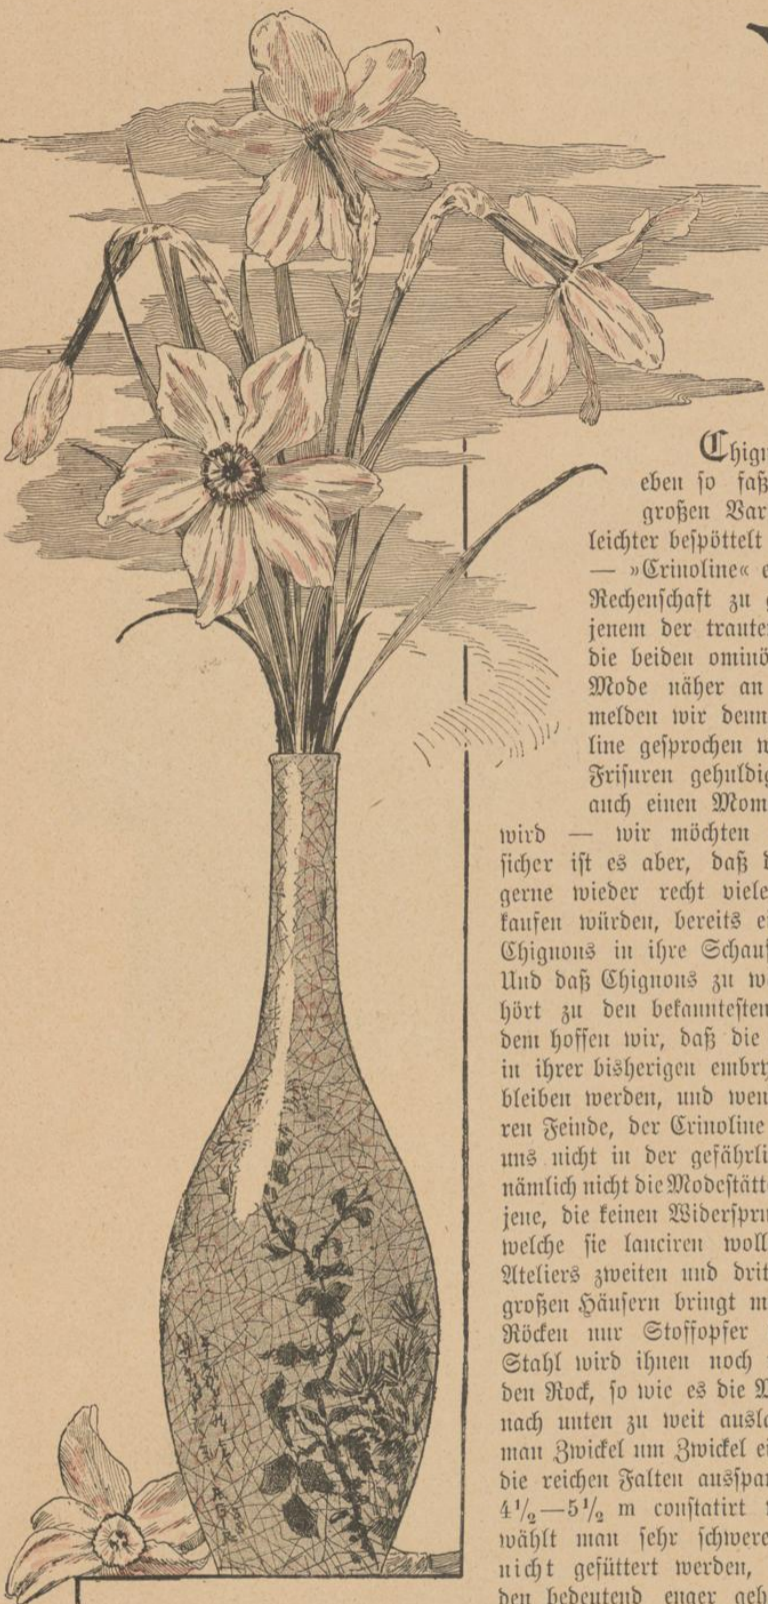 Chign
eben ſo faß
großen Var
leichter beſpöttelt
— »Crinoline« e
Rechenſchaft zu g
jenem der traute
die beiden ominö
Mode näher an
melden wir denn
line geſprochen w
Friſuren gehuldig
auch einen Mom
wird — wir möchten
ſicher iſt es aber, daß d
gerne wieder recht viele
kaufen würden, bereits e
Chignons in ihre Schauf
Und daß Chignons zu w
hört zu den bekannteſten
dem hoffen wir, daß die
in ihrer bisherigen embry
bleiben werden, und wen
ren Feinde, der Crinoline
uns nicht in der gefährli
nämlich nicht die Modeſtätt
jene, die keinen Widerſpru
welche ſie lanciren woll
Ateliers zweiten und drit
großen Häuſern bringt m
Röcken nur Stoffopfer
Stahl wird ihnen noch
den Rock, ſo wie es die M
nach unten zu weit ausla
man Zwickel um Zwickel ei
die reichen Falten ausſpar
4½—5½ m conſtatirt
wählt man ſehr ſchwere
nicht gefüttert werden,
den bedeutend enger geh